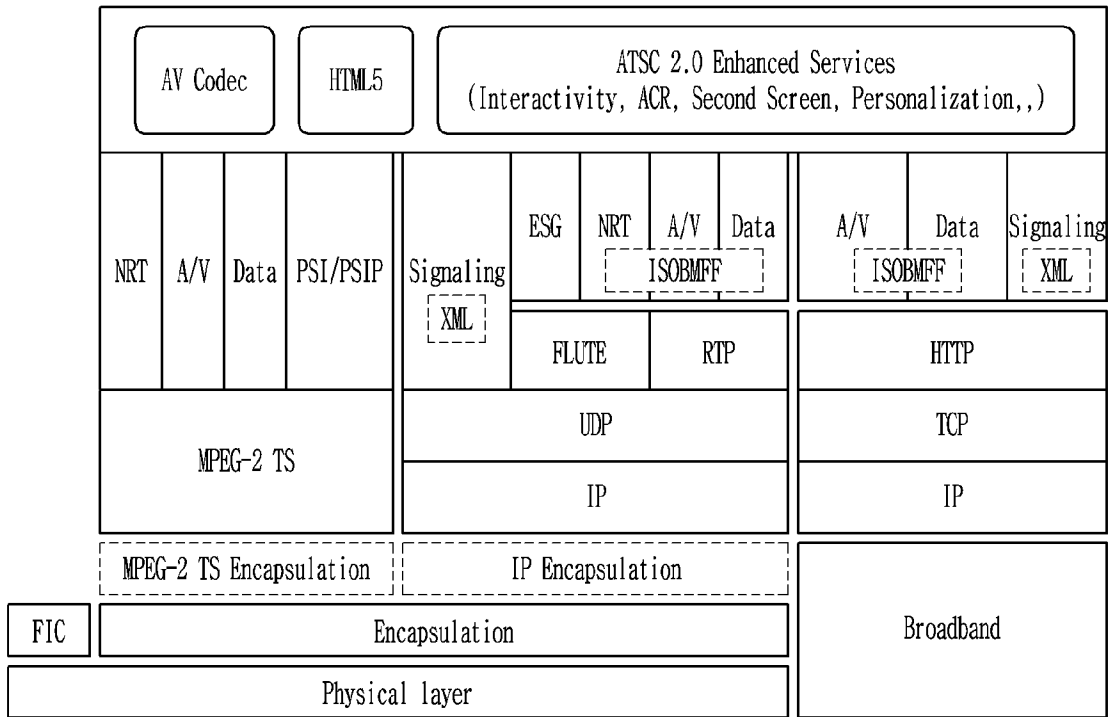 AV Codec
HTML5
ATSC 2.0 Enhanced Services
(Interactivity, ACR, Second Screen, Personalization,,)
NRT
A/V
Data
PSI/PSIP
Signaling
XML
ESG
NRT
A/V
Data
ISOBMFF
A/V
Data
Signaling
ISOBMFF
XML
FLUTE
RTP
HTTP
MPEG-2 TS
UDP
TCP
IP
IP
MPEG-2 TS Encapsulation
IP Encapsulation
Broadband
FIC
Encapsulation
Physical layer